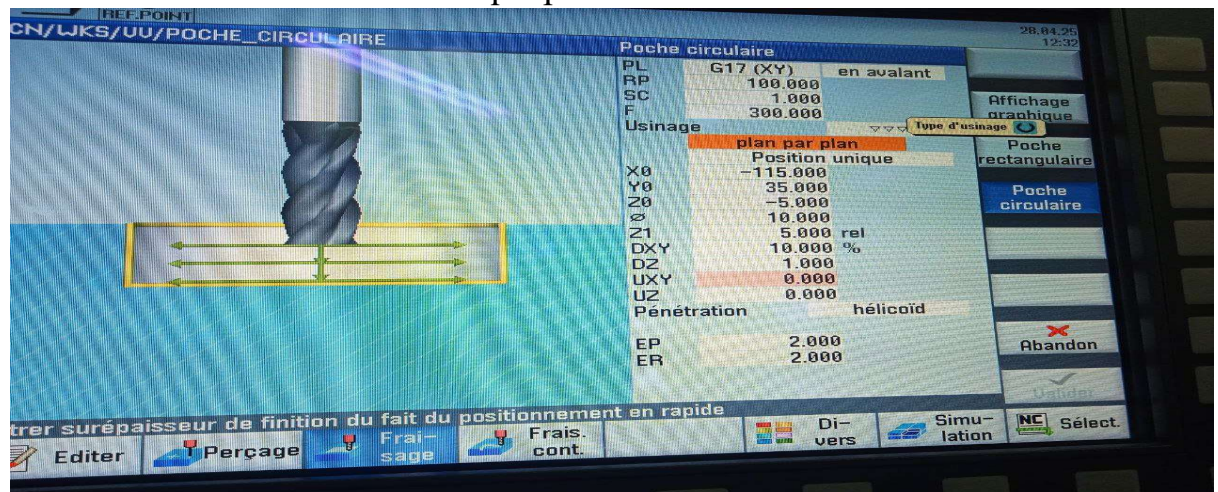 REF.POINT
CN/WKS/UU/POCHE_CIRCULAIRE
28.04.25
12:32
Poche circulaire
PL G17 (XY) en avalant
RP 100.000
SC 1.000
F 300.000
Usinage ▽▽▽
Type d'usinage
plan par plan
Position unique
X0 -115.000
Y0 35.000
Z0 -5.000
ø 10.000
Z1 5.000 rel
DXY 10.000 %
DZ 1.000
UXY 0.000
UZ 0.000
Pénétration hélicoïd
EP 2.000
ER 2.000
Affichage
graphique
Poche
rectangulaire
Poche
circulaire
Abandon
Valider
trer surépaisseur de finition du fait du positionnement en rapide
Editer
Perçage
Frai-
sage
Frais.
cont.
Di-
vers
Simu-
lation
NC Sélect.